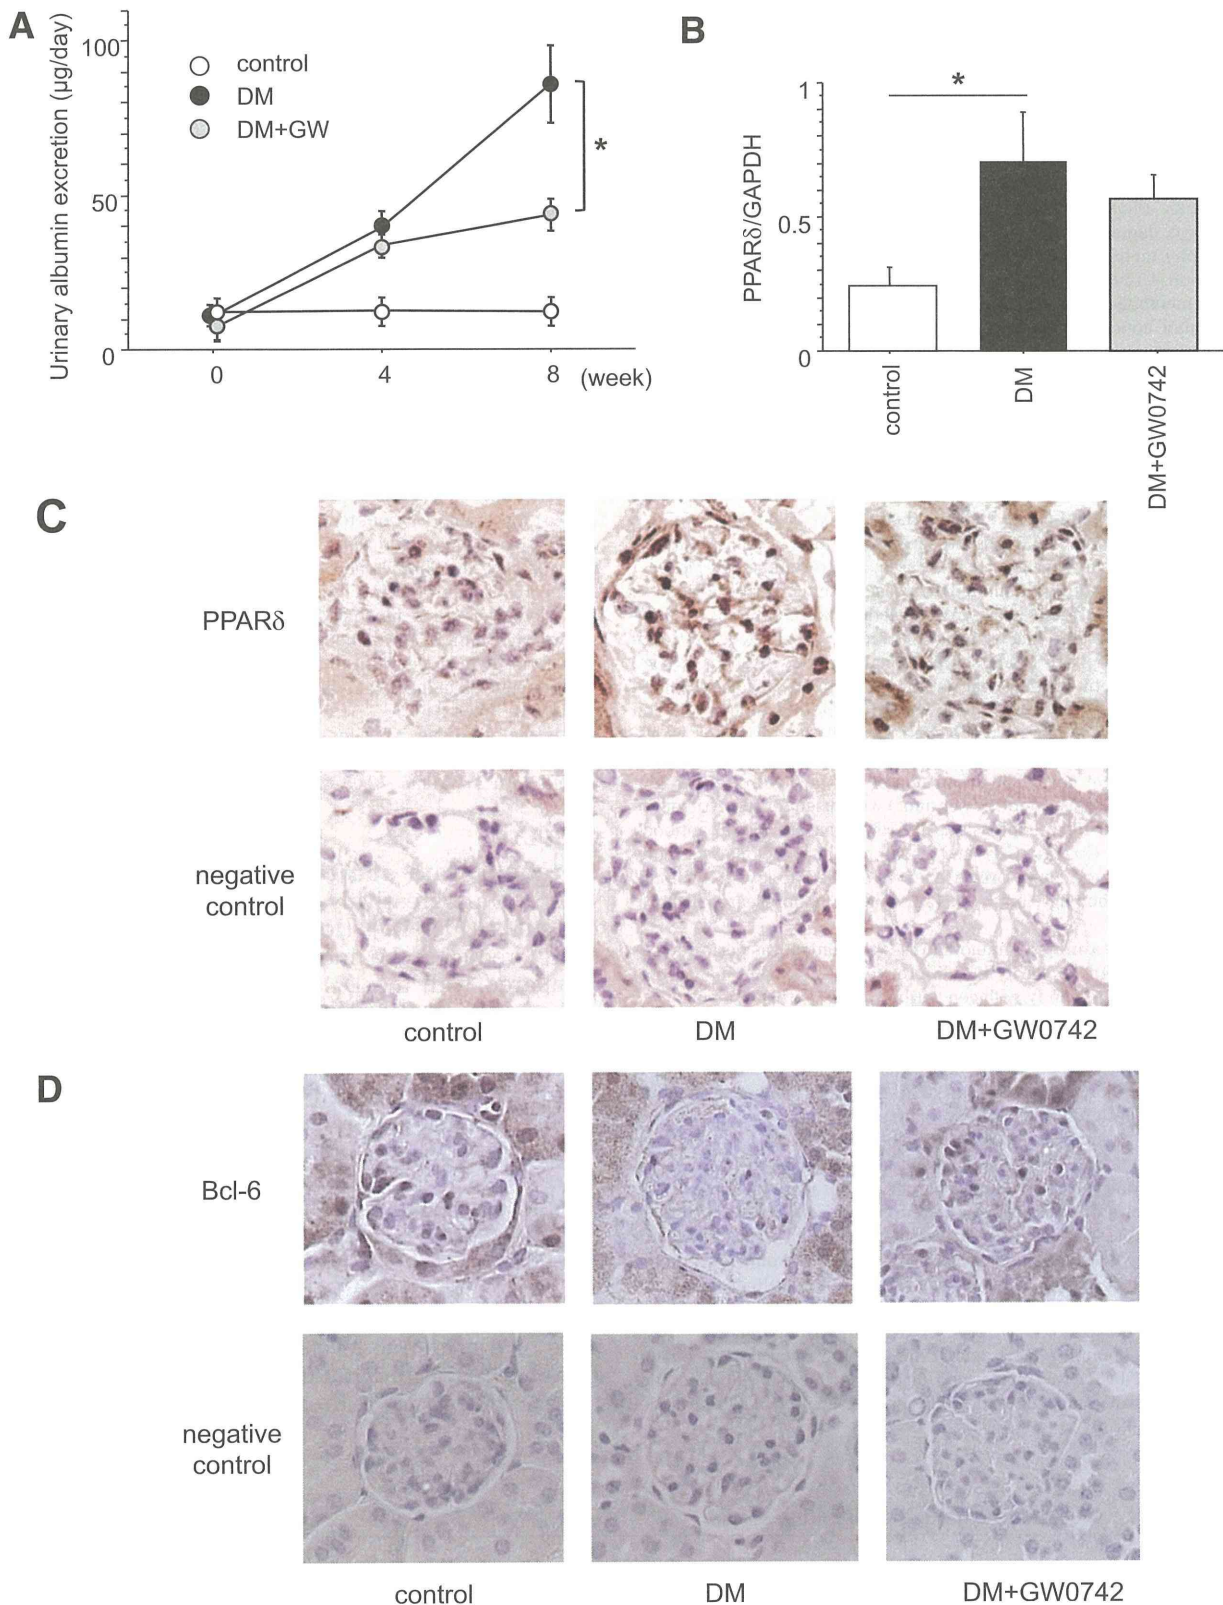 A
Urinary albumin excretion (µg/day)
100
50
0
control
DM
DM+GW
*
0
4
8
(week)
B
PPARδ/GAPDH
1
0.5
0
*
control
DM
DM+GW0742
C
PPARδ
negative
control
control
DM
DM+GW0742
D
Bcl-6
negative
control
control
DM
DM+GW0742